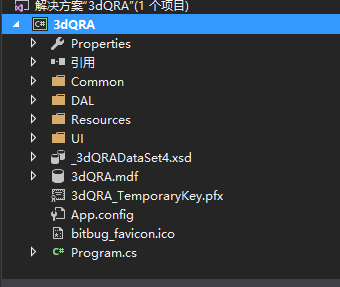 解决方案"3dQRA"(1 个项目)
C# 3dQRA
Properties
引用
Common
DAL
Resources
UI
_3dQRADataSet4.xsd
3dQRA.mdf
3dQRA_TemporaryKey.pfx
App.config
bitbug_favicon.ico
C# Program.cs